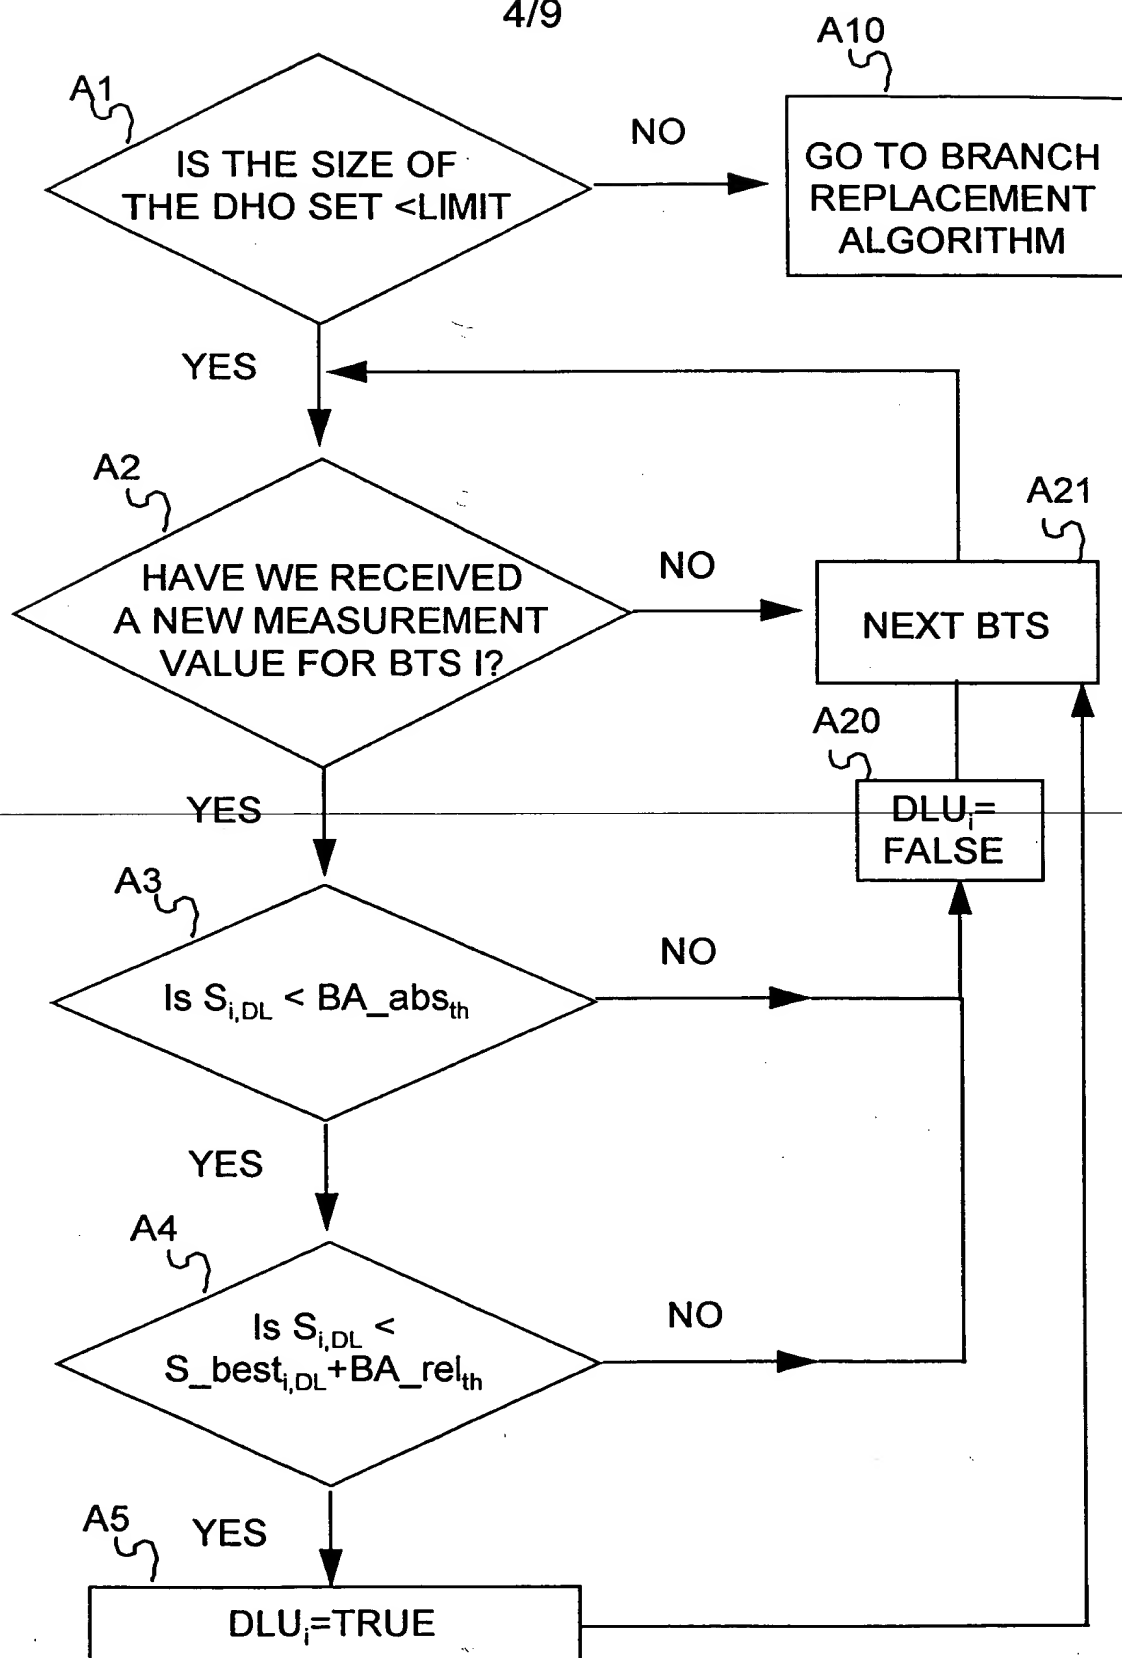 4/9
A10
A1
NO
IS THE SIZE OF
THE DHO SET <LIMIT
GO TO BRANCH
REPLACEMENT
ALGORITHM
YES
A2
A21
HAVE WE RECEIVED
A NEW MEASUREMENT
VALUE FOR BTS I?
NO
NEXT BTS
A20
YES
DLUi=
FALSE
A3
NO
Is Si,DL < BA_absth
YES
A4
Is Si,DL <
S_besti,DL+BA_relth
NO
A5
YES
DLUi=TRUE